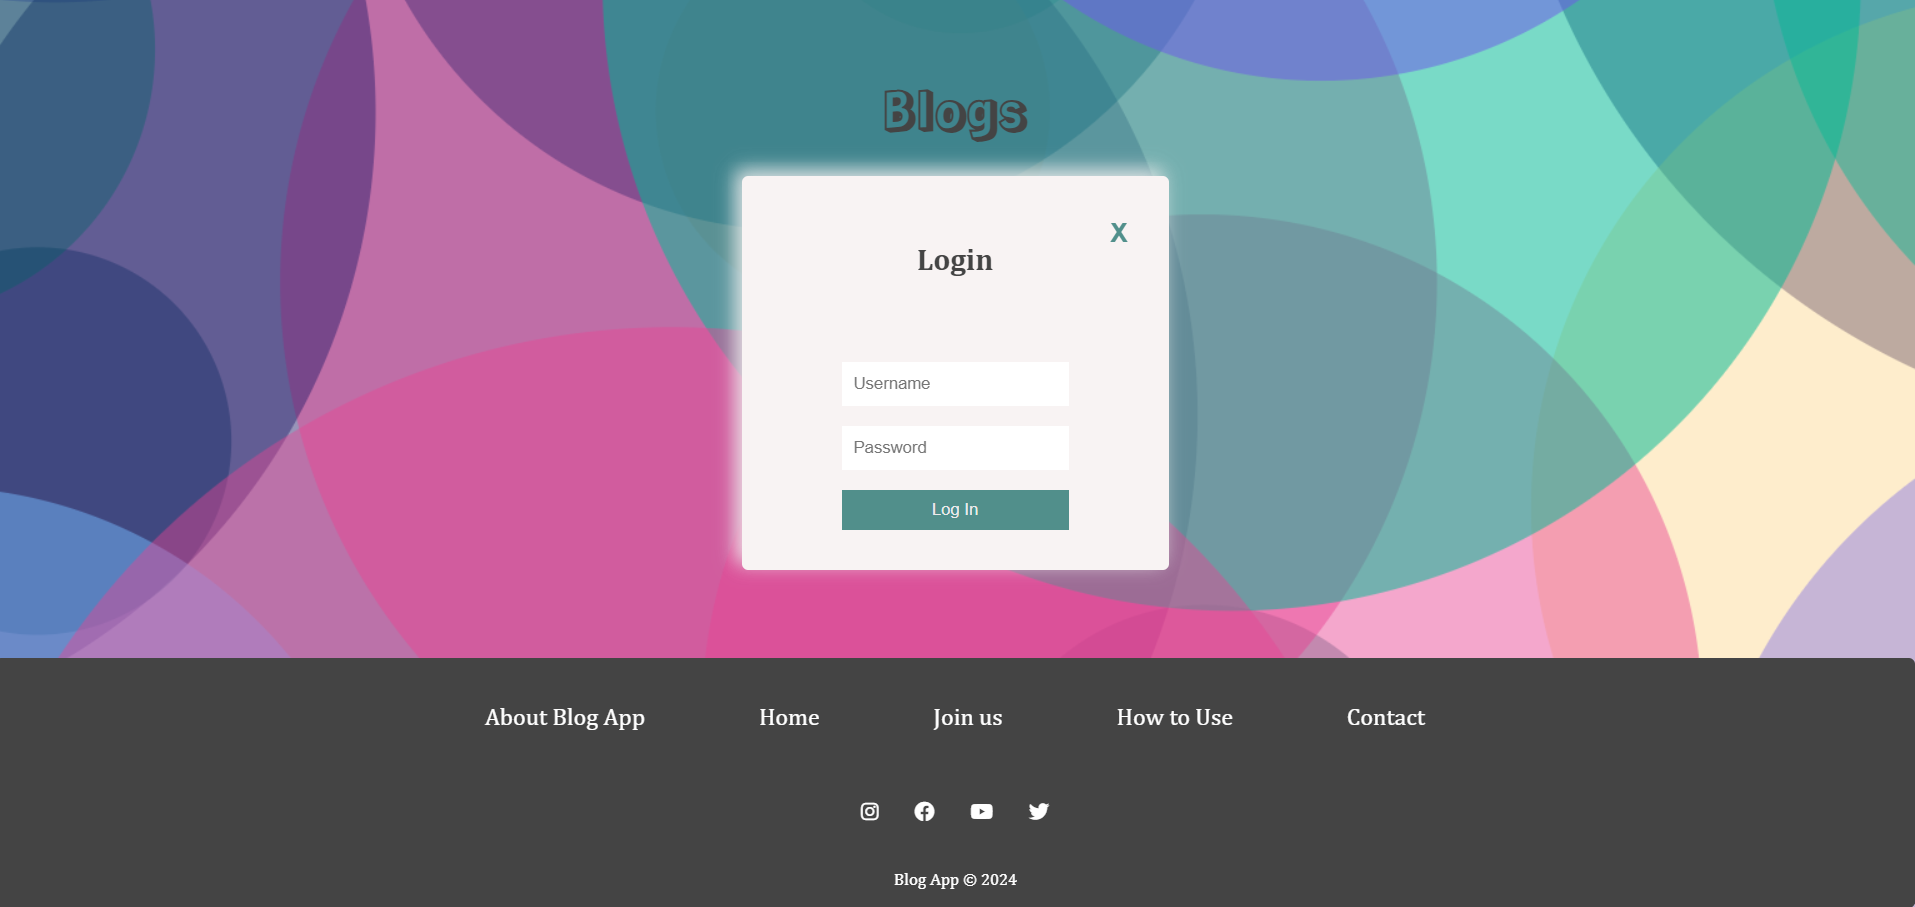 Blogs
X
Login
Username
Password
Log In
About Blog App Home Join us How to Use Contact
Blog App © 2024